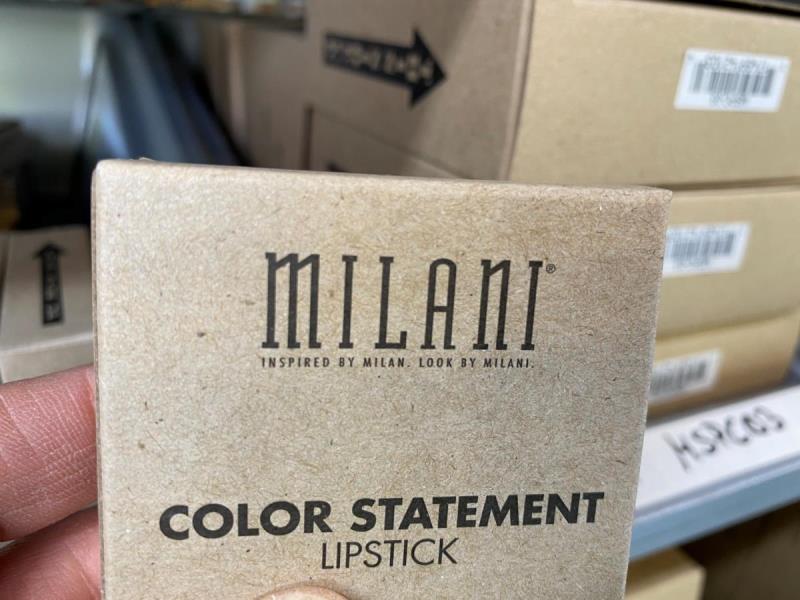 MILANI®
INSPIRED BY MILAN. LOOK BY MILANI.
COLOR STATEMENT
LIPSTICK